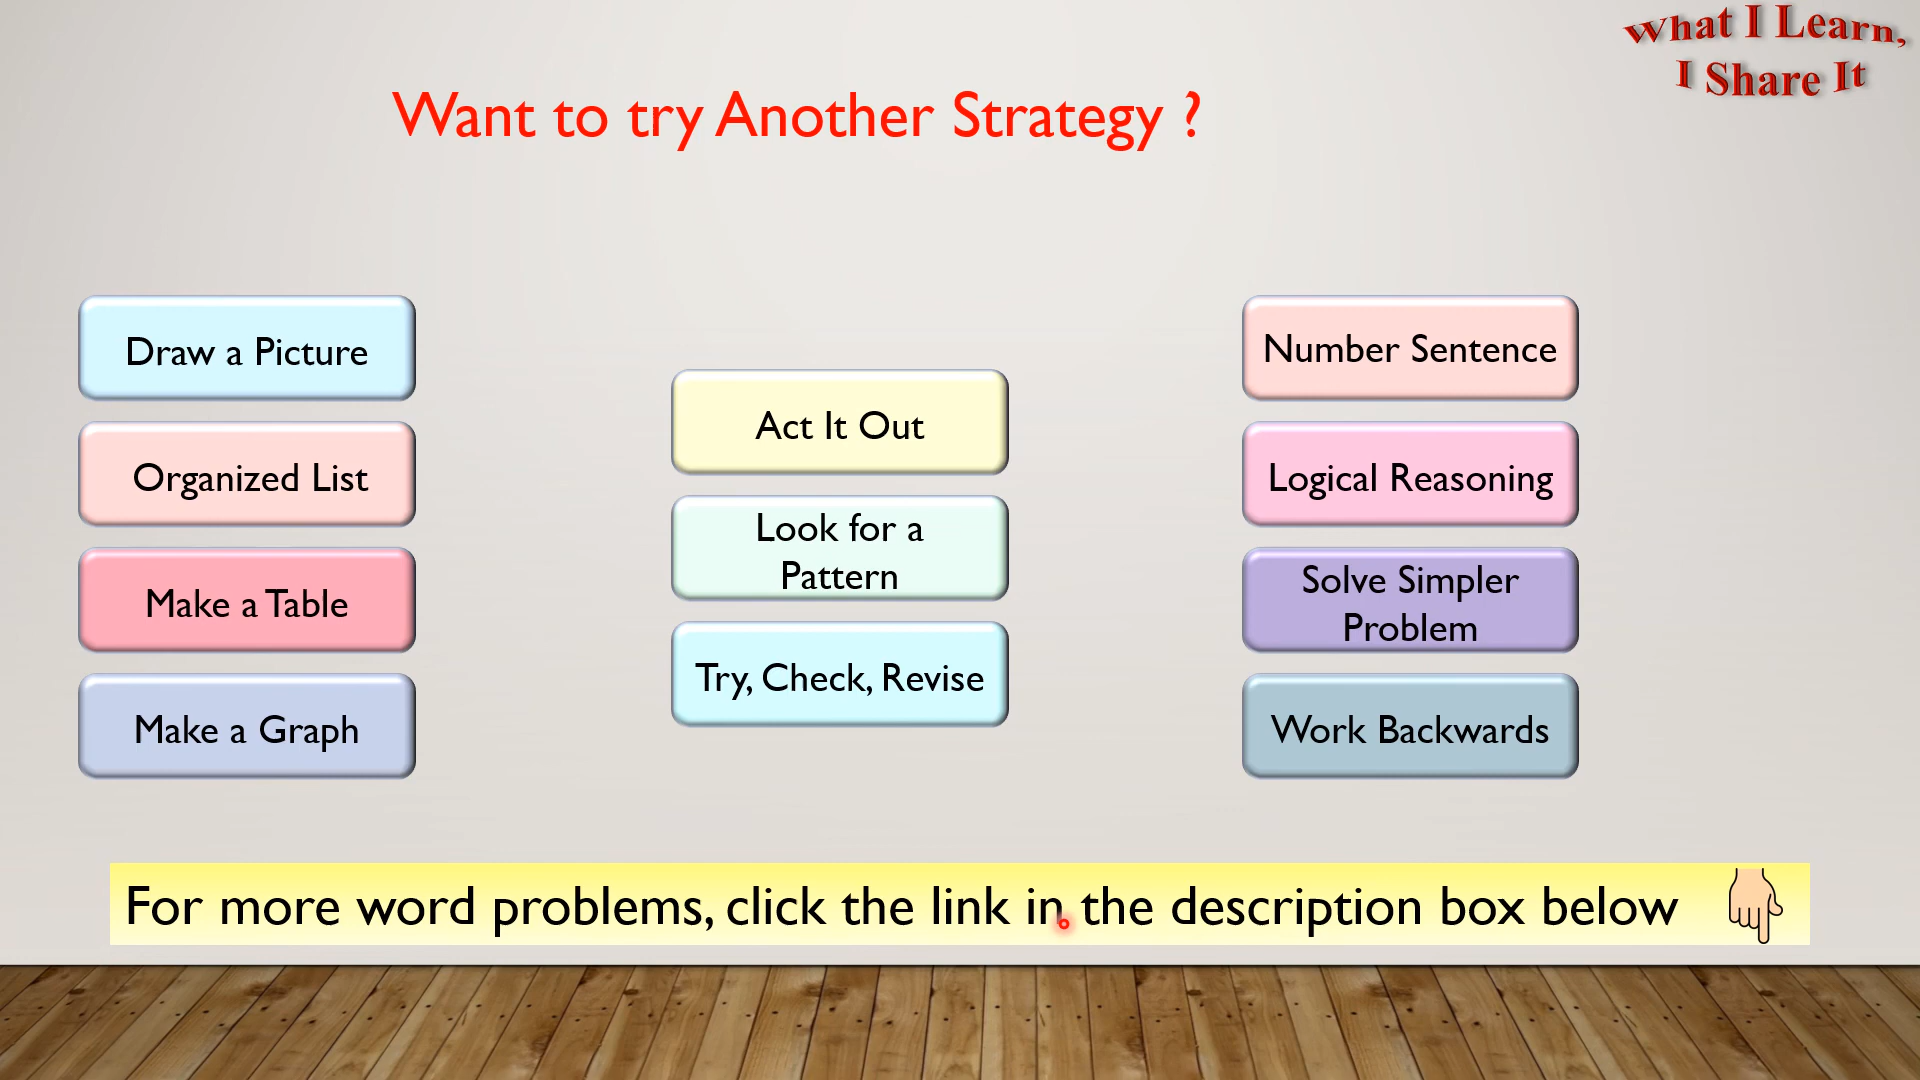 What I Learn,
I Share It
Want to try Another Strategy ?
Draw a Picture
Organized List
Make a Table
Make a Graph
Act It Out
Look for a
Pattern
Try, Check, Revise
Number Sentence
Logical Reasoning
Solve Simpler
Problem
Work Backwards
For more word problems, click the link in the description box below